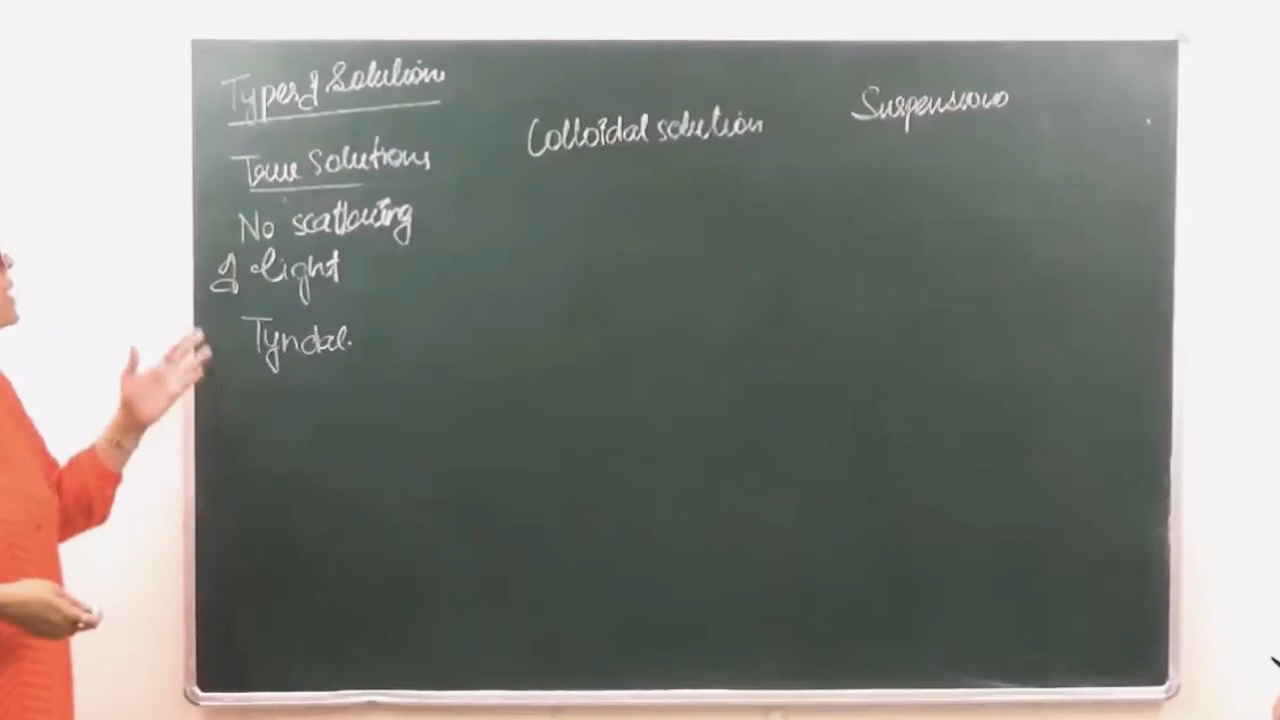 Types of Solution
True Solutions
No scattering
of light
Tyndal.
Colloidal solution
Suspensions